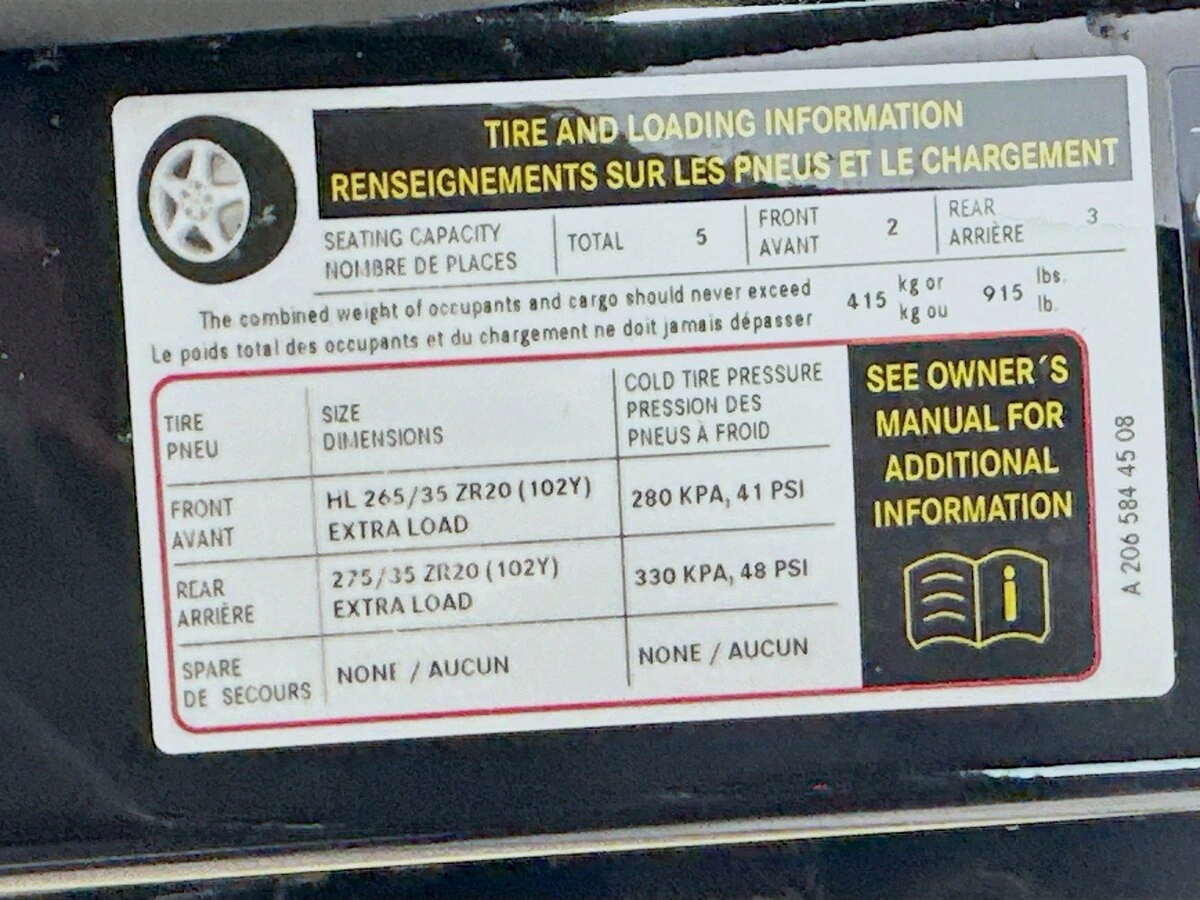 TIRE AND LOADING INFORMATION
RENSEIGNEMENTS SUR LES PNEUS ET LE CHARGEMENT
SEATING CAPACITY
NOMBRE DE PLACES
TOTAL 5
FRONT
AVANT
2
REAR
ARRIÈRE
3
The combined weight of occupants and cargo should never exceed
Le poids total des occupants et du chargement ne doit jamais dépasser
415
kg or
kg ou
915
lbs.
lb.
TIRE
PNEU
SIZE
DIMENSIONS
COLD TIRE PRESSURE
PRESSION DES
PNEUS À FROID
FRONT
AVANT
HL 265/35 ZR20 (102Y)
EXTRA LOAD
280 KPA, 41 PSI
REAR
ARRIÈRE
275/35 ZR20 (102Y)
EXTRA LOAD
330 KPA, 48 PSI
SPARE
DE SECOURS
NONE / AUCUN
NONE / AUCUN
SEE OWNER´S
MANUAL FOR
ADDITIONAL
INFORMATION
A 206 584 45 08